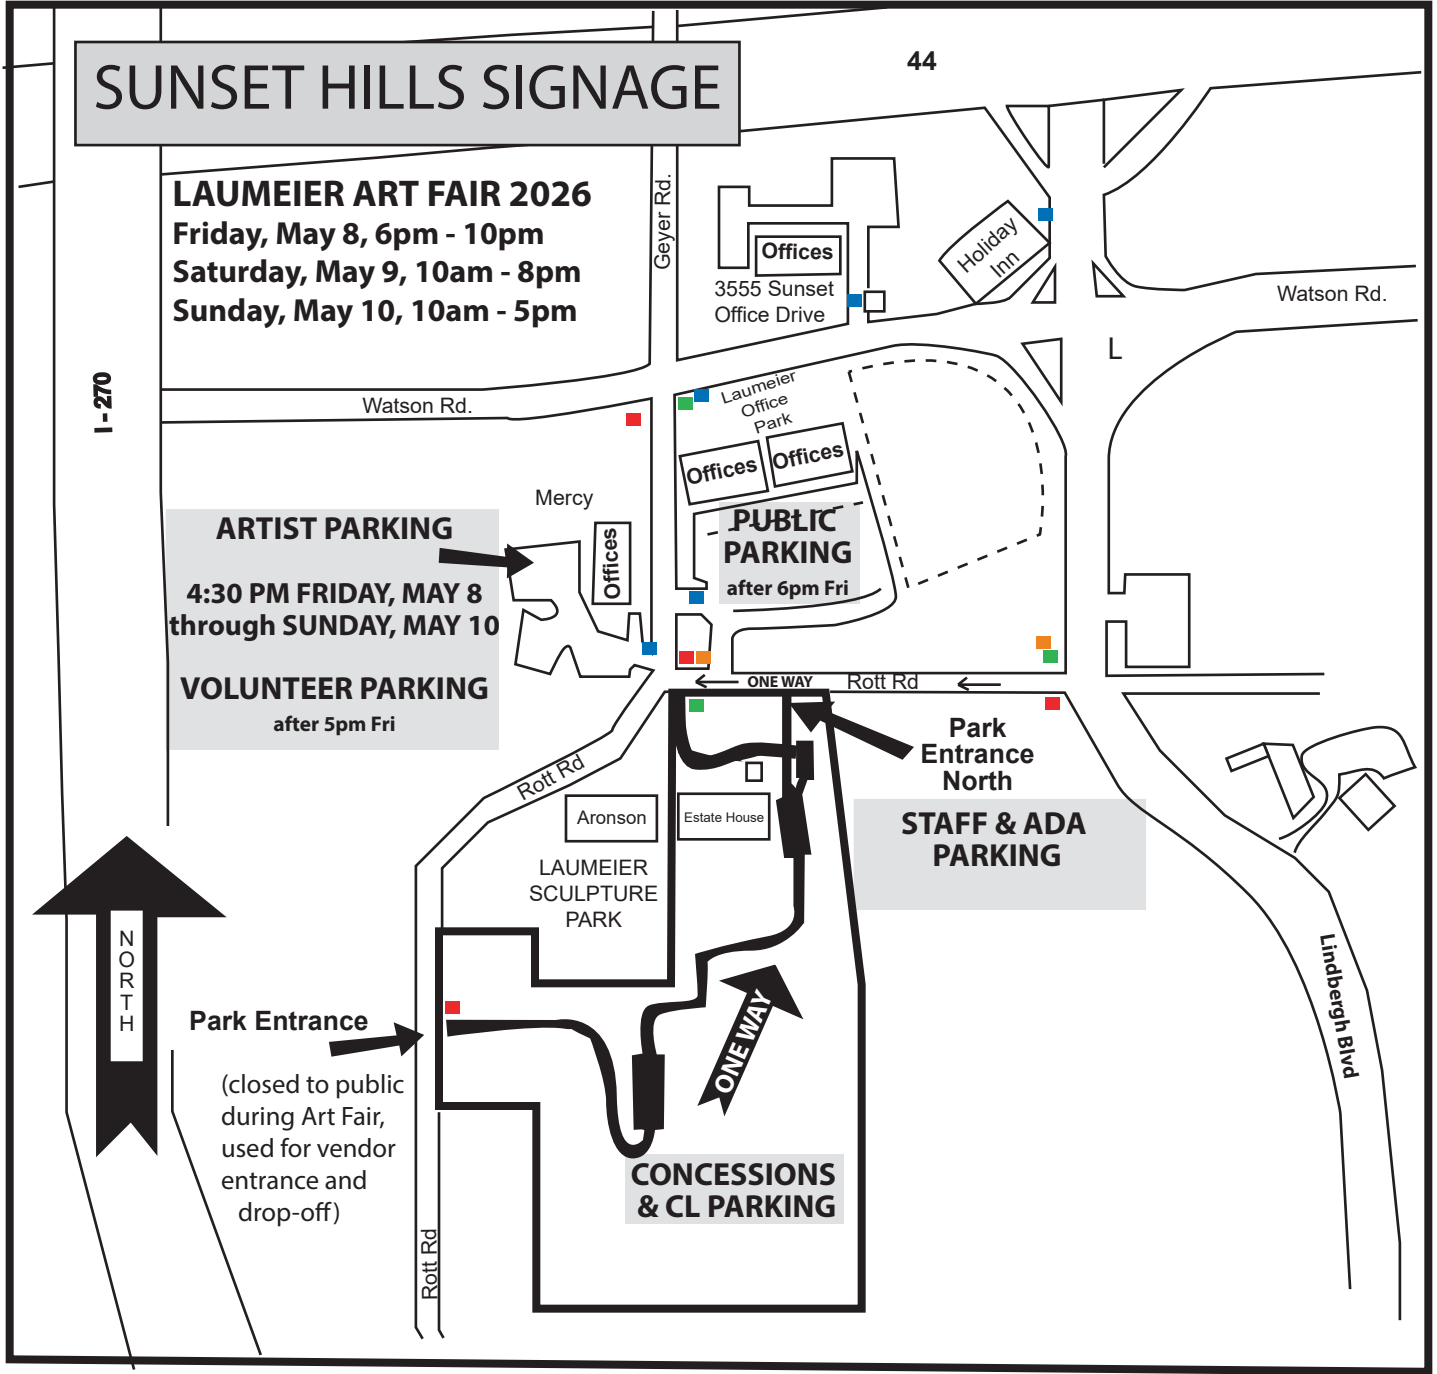 SUNSET HILLS SIGNAGE
44
LAUMEIER ART FAIR 2026
Friday, May 8, 6pm - 10pm
Saturday, May 9, 10am - 8pm
Sunday, May 10, 10am - 5pm
Geyer Rd.
Offices
3555 Sunset
Office Drive
Holiday
Inn
Watson Rd.
L
I - 270
Watson Rd.
Laumeier
Office
Park
Offices
Offices
Mercy
Offices
ARTIST PARKING
4:30 PM FRIDAY, MAY 8
through SUNDAY, MAY 10
VOLUNTEER PARKING
after 5pm Fri
PUBLIC
PARKING
after 6pm Fri
ONE WAY
Rott Rd
Park
Entrance
North
Rott Rd
Aronson
Estate House
STAFF & ADA
PARKING
LAUMEIER
SCULPTURE
PARK
NORTH
Park Entrance
(closed to public
during Art Fair,
used for vendor
entrance and
drop-off)
ONE WAY
Lindbergh Blvd
CONCESSIONS
& CL PARKING
Rott Rd